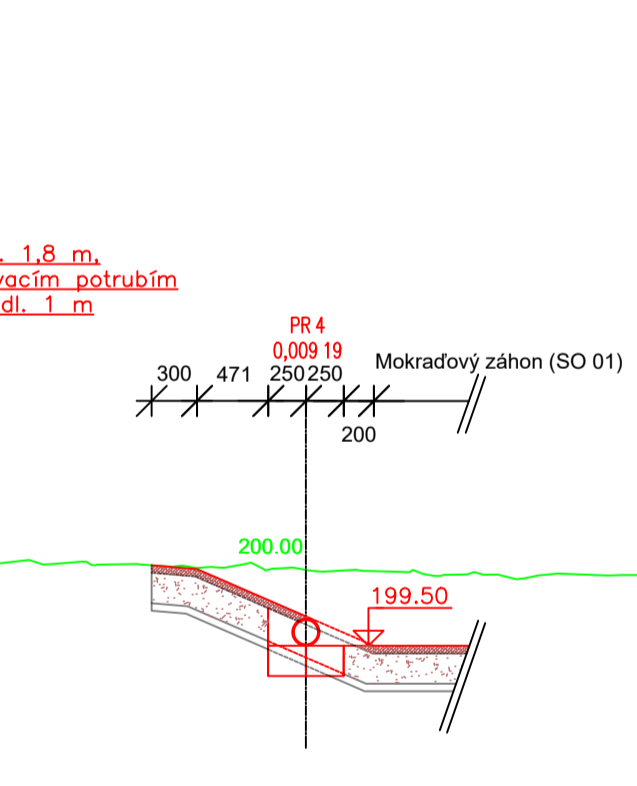 . 1,8 m,
vacím potrubím
dl. 1 m
PR 4
0,009 19
Mokraďový záhon (SO 01)
300 471 250 250
200
200.00
199.50